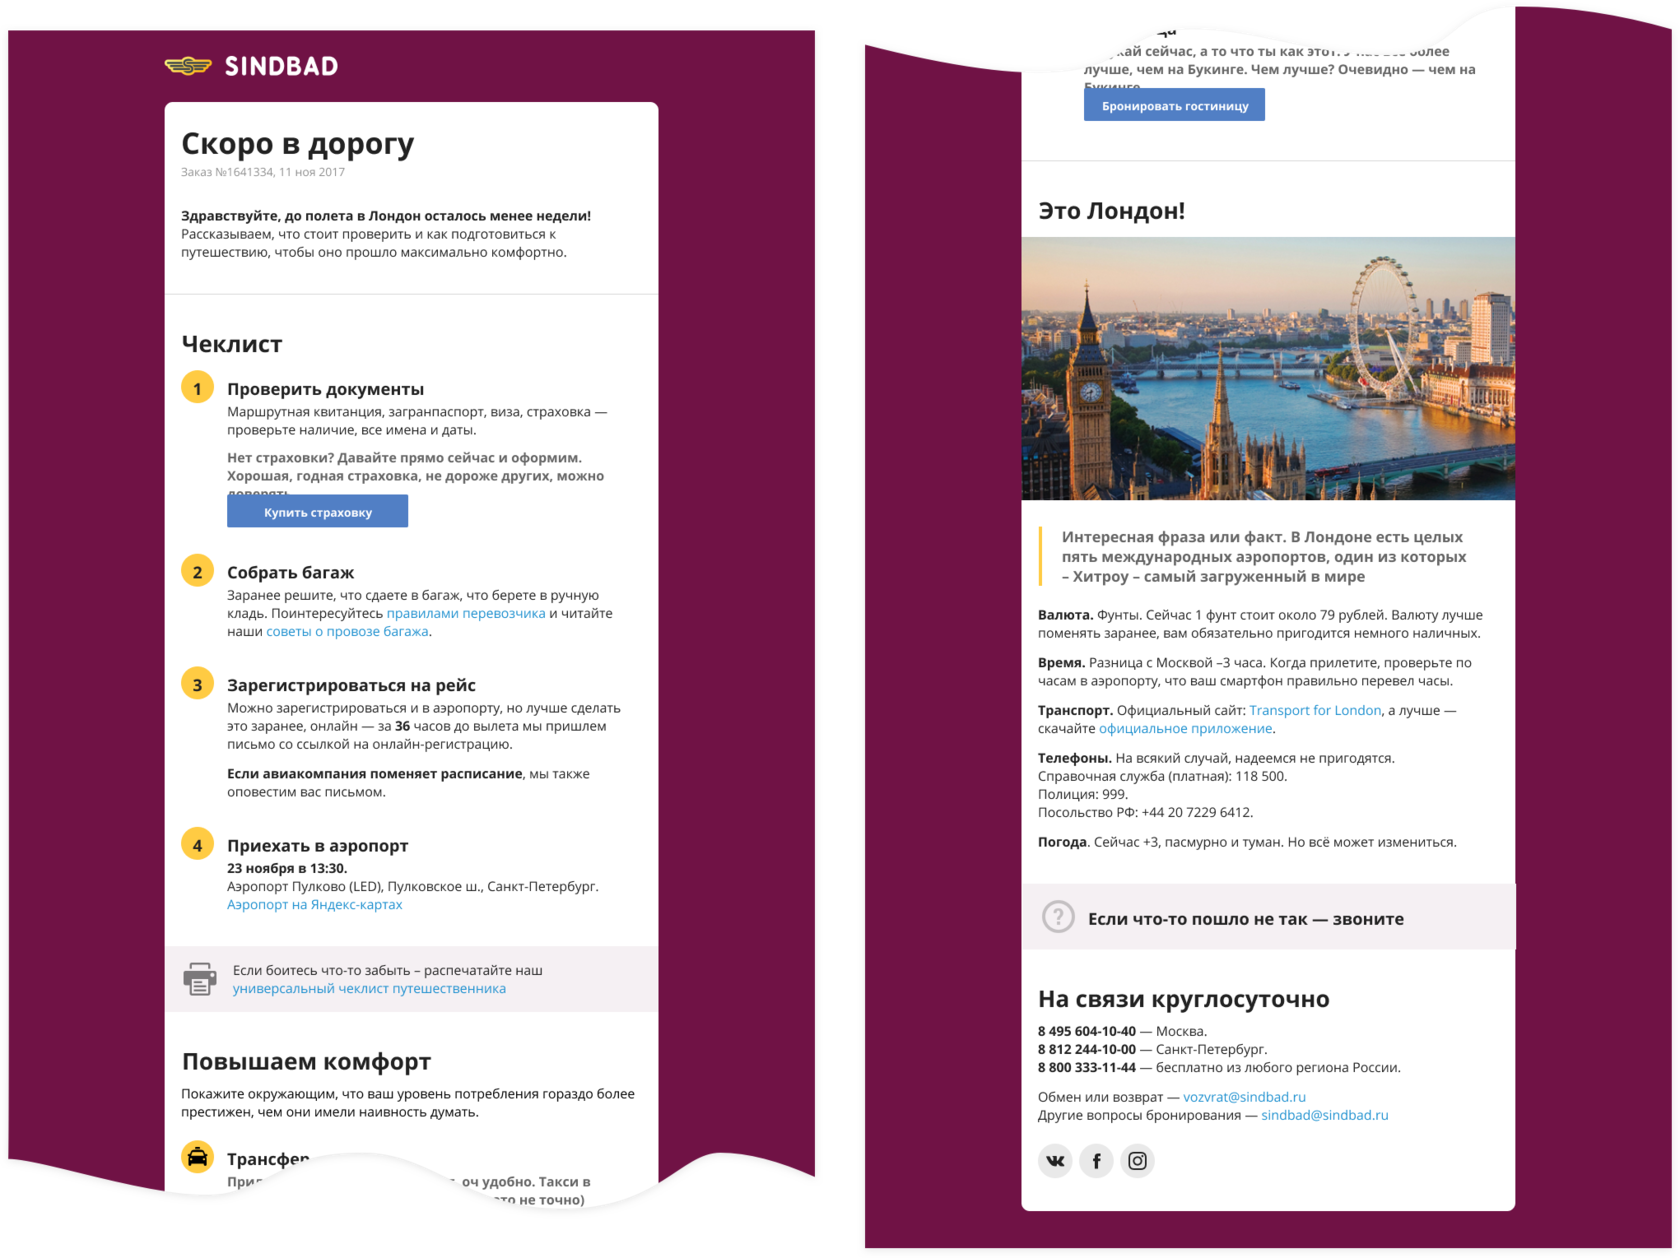 SINDBAD
Скоро в дорогу
Заказ №1641334, 11 ноя 2017
Здравствуйте, до полета в Лондон осталось менее недели!
Рассказываем, что стоит проверить и как подготовиться к
путешествию, чтобы оно прошло максимально комфортно.
Чеклист
1
Проверить документы
Маршрутная квитанция, загранпаспорт, виза, страховка —
проверьте наличие, все имена и даты.
Нет страховки? Давайте прямо сейчас и оформим.
Хорошая, годная страховка, не дороже других, можно
доверять
Купить страховку
2
Собрать багаж
Заранее решите, что сдаете в багаж, что берете в ручную
кладь. Поинтересуйтесь правилами перевозчика и читайте
наши советы о провозе багажа.
3
Зарегистрироваться на рейс
Можно зарегистрироваться и в аэропорту, но лучше сделать
это заранее, онлайн — за 36 часов до вылета мы пришлем
письмо со ссылкой на онлайн-регистрацию.
Если авиакомпания поменяет расписание, мы также
оповестим вас письмом.
4
Приехать в аэропорт
23 ноября в 13:30.
Аэропорт Пулково (LED), Пулковское ш., Санкт-Петербург.
Аэропорт на Яндекс-картах
Если боитесь что-то забыть – распечатайте наш
универсальный чеклист путешественника
Повышаем комфорт
Покажите окружающим, что ваш уровень потребления гораздо более
престижен, чем они имели наивность думать.
Трансфер
удобно. Такси в
это не точно)
сейчас, а то что ты как этот. У нас все более
лучше, чем на Букинге. Чем лучше? Очевидно — чем на
Букинге
Бронировать гостиницу
Это Лондон!
Интересная фраза или факт. В Лондоне есть целых
пять международных аэропортов, один из которых
– Хитроу – самый загруженный в мире
Валюта. Фунты. Сейчас 1 фунт стоит около 79 рублей. Валюту лучше
поменять заранее, вам обязательно пригодится немного наличных.
Время. Разница с Москвой –3 часа. Когда прилетите, проверьте по
часам в аэропорту, что ваш смартфон правильно перевел часы.
Транспорт. Официальный сайт: Transport for London, а лучше —
скачайте официальное приложение.
Телефоны. На всякий случай, надеемся не пригодятся.
Справочная служба (платная): 118 500.
Полиция: 999.
Посольство РФ: +44 20 7229 6412.
Погода. Сейчас +3, пасмурно и туман. Но всё может измениться.
Если что-то пошло не так — звоните
На связи круглосуточно
8 495 604-10-40 — Москва.
8 812 244-10-00 — Санкт-Петербург.
8 800 333-11-44 — бесплатно из любого региона России.
Обмен или возврат — vozvrat@sindbad.ru
Другие вопросы бронирования — sindbad@sindbad.ru